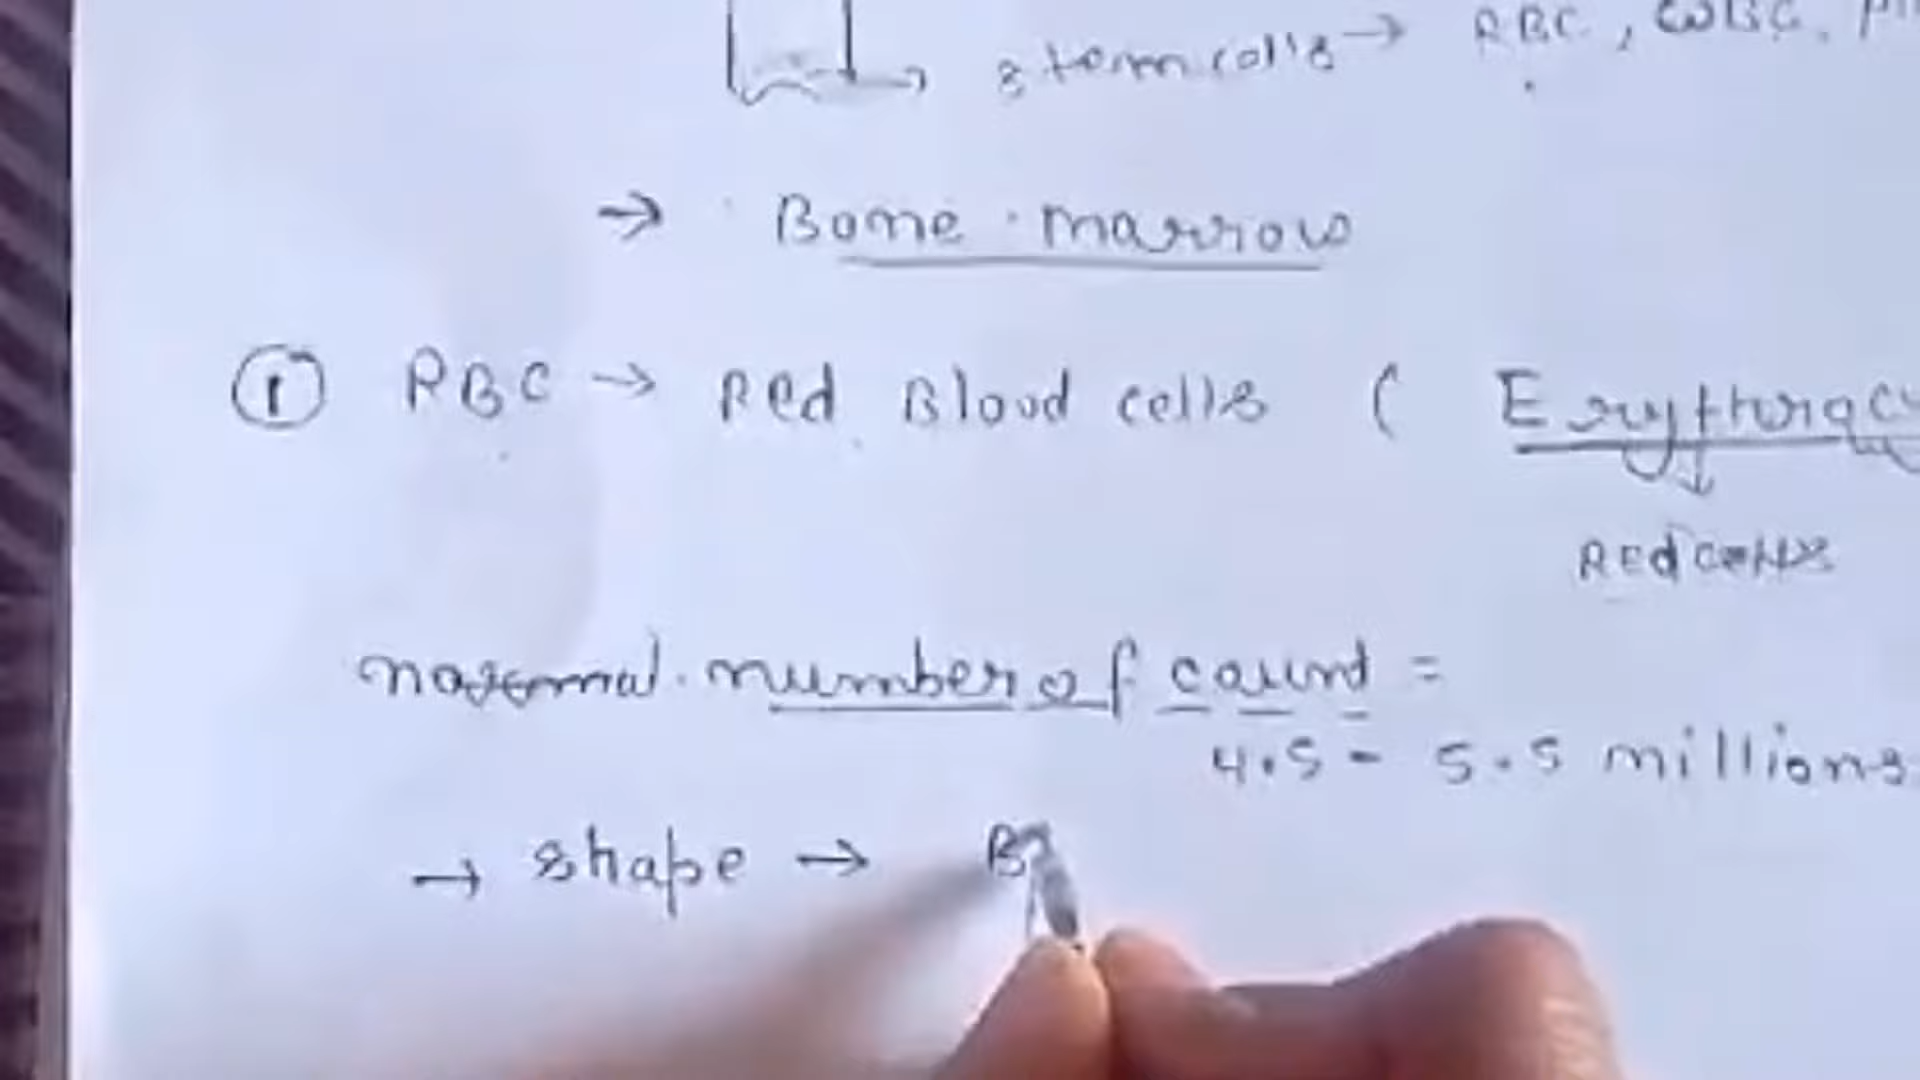 stem cells → RBC, WBC,
→ Bone marrow
① RBC → Red Blood cells ( Erythrocy
Red cells
normal number of count =
4.5 - 5.5 millions
→ shape → B